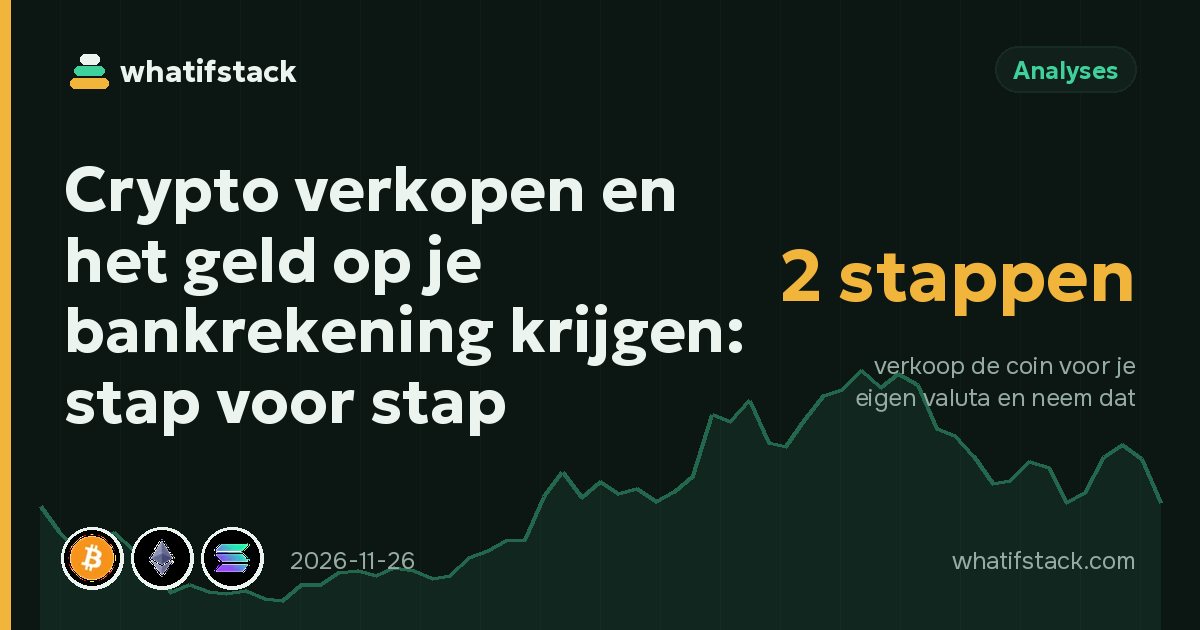 whatifstack
Analyses
Crypto verkopen en
het geld op je
bankrekening krijgen:
stap voor stap
2 stappen
verkoop de coin voor je
eigen valuta en neem dat
2026-11-26
whatifstack.com